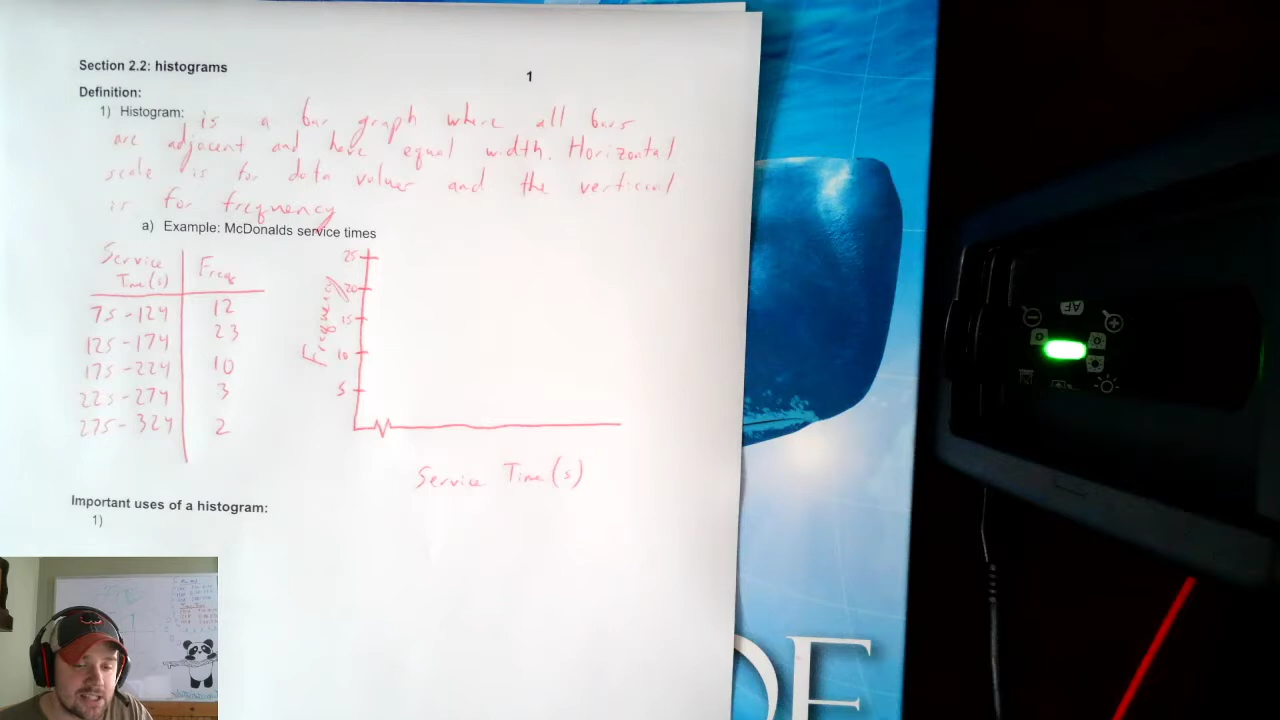 Section 2.2: histograms
1
Definition:
1) Histogram: is a bar graph where all bars
are adjacent and have equal width. Horizontal
scale is for data values and the vertical
is for frequency
a) Example: McDonalds service times
Service Time(s) Freq
75-124 12
125-174 23
175-224 10
225-274 3
275-324 2
25
20
15
10
5
Frequency
Service Time (s)
Important uses of a histogram:
1)
AF
DE